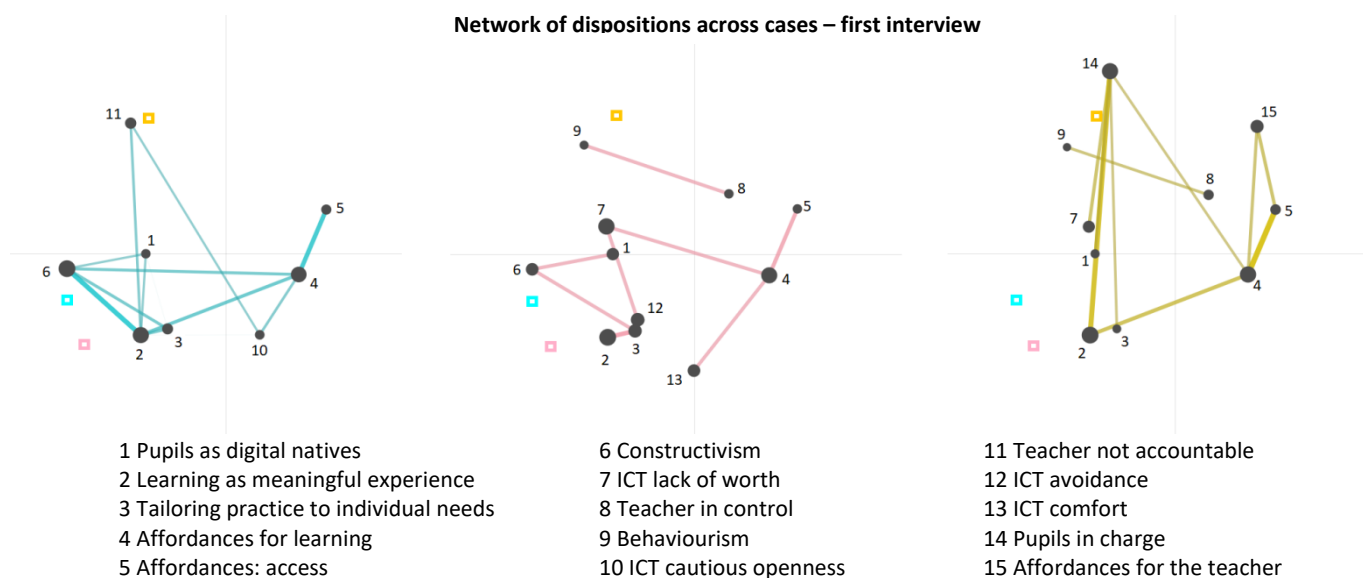 Network of dispositions across cases – first interview
11
1
6
5
4
2
3
10
9
8
7
5
1
6
4
12
3
2
13
14
15
9
8
7
5
1
4
2
3
1 Pupils as digital natives
2 Learning as meaningful experience
3 Tailoring practice to individual needs
4 Affordances for learning
5 Affordances: access
6 Constructivism
7 ICT lack of worth
8 Teacher in control
9 Behaviourism
10 ICT cautious openness
11 Teacher not accountable
12 ICT avoidance
13 ICT comfort
14 Pupils in charge
15 Affordances for the teacher